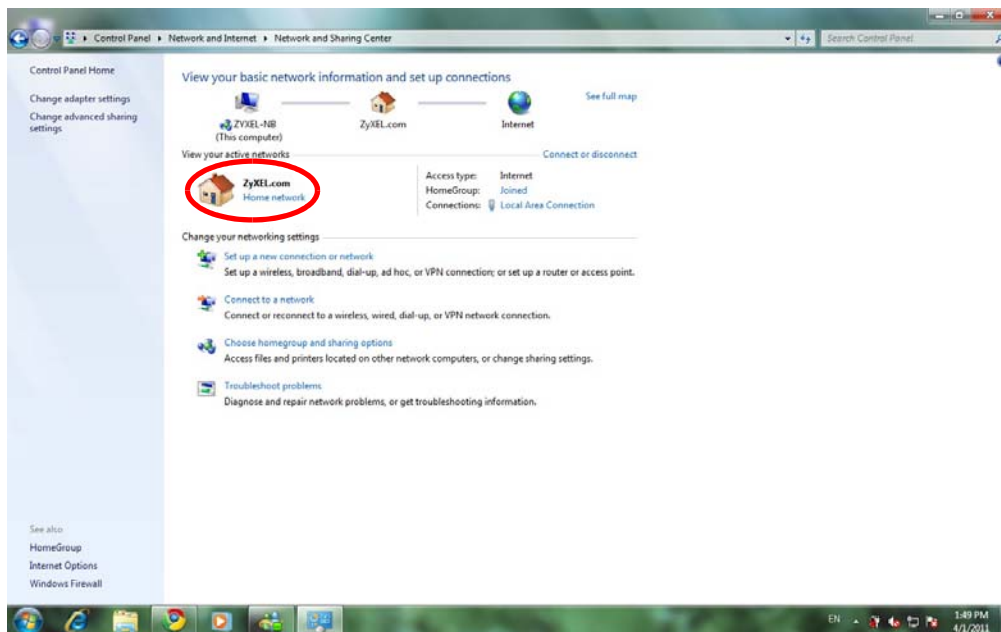 Control Panel ▸ Network and Internet ▸ Network and Sharing Center
Search Control Panel
Control Panel Home
Change adapter settings
Change advanced sharing
settings
View your basic network information and set up connections
See full map
ZYXEL-NB
(This computer)
ZyXEL.com
Internet
View your active networks
Connect or disconnect
ZyXEL.com
Home network
Access type: Internet
HomeGroup: Joined
Connections: Local Area Connection
Change your networking settings
Set up a new connection or network
Set up a wireless, broadband, dial-up, ad hoc, or VPN connection; or set up a router or access point.
Connect to a network
Connect or reconnect to a wireless, wired, dial-up, or VPN network connection.
Choose homegroup and sharing options
Access files and printers located on other network computers, or change sharing settings.
Troubleshoot problems
Diagnose and repair network problems, or get troubleshooting information.
See also
HomeGroup
Internet Options
Windows Firewall
EN
1:49 PM
4/1/2011